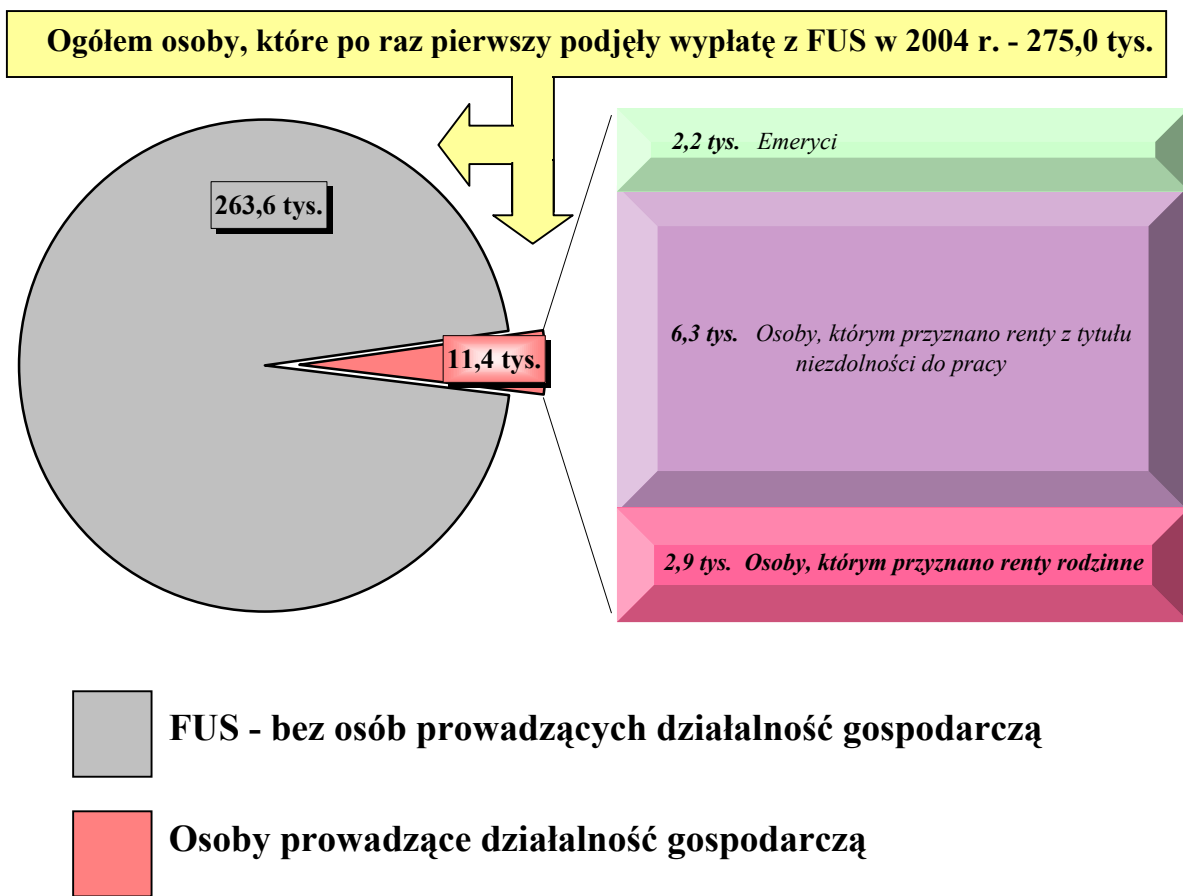 Ogółem osoby, które po raz pierwszy podjęły wypłatę z FUS w 2004 r. - 275,0 tys.
263,6 tys.
11,4 tys.
2,2 tys. Emeryci
6,3 tys. Osoby, którym przyznano renty z tytułu
niezdolności do pracy
2,9 tys. Osoby, którym przyznano renty rodzinne
FUS - bez osób prowadzących działalność gospodarczą
Osoby prowadzące działalność gospodarczą